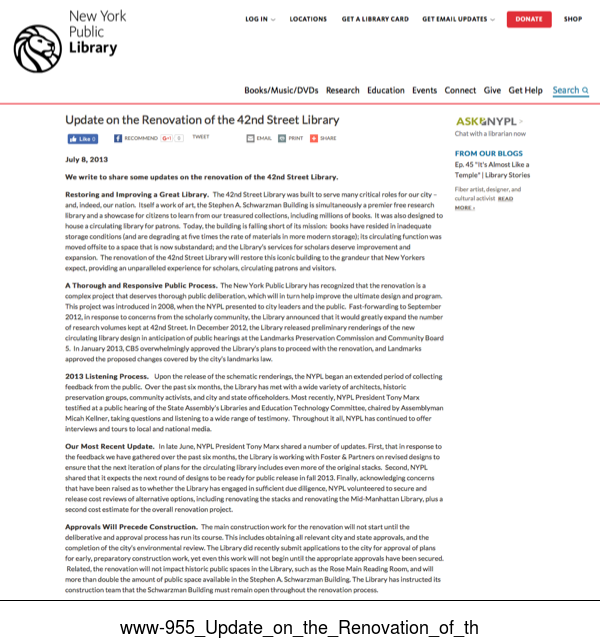 New York
Public
Library
LOG IN
LOCATIONS
GET A LIBRARY CARD
GET EMAIL UPDATES
DONATE
SHOP
Books/Music/DVDs Research Education Events Connect Give Get Help Search
Update on the Renovation of the 42nd Street Library
Like 0
RECOMMEND
G+1 0
TWEET
EMAIL
PRINT
SHARE
July 8, 2013
We write to share some updates on the renovation of the 42nd Street Library.
Restoring and Improving a Great Library. The 42nd Street Library was built to serve many critical roles for our city –
and, indeed, our nation. Itself a work of art, the Stephen A. Schwarzman Building is simultaneously a premier free research
library and a showcase for citizens to learn from our treasured collections, including millions of books. It was also designed to
house a circulating library for patrons. Today, the building is falling short of its mission: books have resided in inadequate
storage conditions (and are degrading at five times the rate of materials in more modern storage); its circulating function was
moved offsite to a space that is now substandard; and the Library's services for scholars deserve improvement and
expansion. The renovation of the 42nd Street Library will restore this iconic building to the grandeur that New Yorkers
expect, providing an unparalleled experience for scholars, circulating patrons and visitors.
A Thorough and Responsive Public Process. The New York Public Library has recognized that the renovation is a
complex project that deserves thorough public deliberation, which will in turn help improve the ultimate design and program.
This project was introduced in 2008, when the NYPL presented to city leaders and the public. Fast-forwarding to September
2012, in response to concerns from the scholarly community, the Library announced that it would greatly expand the number
of research volumes kept at 42nd Street. In December 2012, the Library released preliminary renderings of the new
circulating library design in anticipation of public hearings at the Landmarks Preservation Commission and Community Board
5. In January 2013, CB5 overwhelmingly approved the Library's plans to proceed with the renovation, and Landmarks
approved the proposed changes covered by the city's landmarks law.
2013 Listening Process. Upon the release of the schematic renderings, the NYPL began an extended period of collecting
feedback from the public. Over the past six months, the Library has met with a wide variety of architects, historic
preservation groups, community activists, and city and state officeholders. Most recently, NYPL President Tony Marx
testified at a public hearing of the State Assembly's Libraries and Education Technology Committee, chaired by Assemblyman
Micah Kellner, taking questions and listening to a wide range of testimony. Throughout it all, NYPL has continued to offer
interviews and tours to local and national media.
Our Most Recent Update. In late June, NYPL President Tony Marx shared a number of updates. First, that in response to
the feedback we have gathered over the past six months, the Library is working with Foster & Partners on revised designs to
ensure that the next iteration of plans for the circulating library includes even more of the original stacks. Second, NYPL
shared that it expects the next round of designs to be ready for public release in fall 2013. Finally, acknowledging concerns
that have been raised as to whether the Library has engaged in sufficient due diligence, NYPL volunteered to secure and
release cost reviews of alternative options, including renovating the stacks and renovating the Mid-Manhattan Library, plus a
second cost estimate for the overall renovation project.
Approvals Will Precede Construction. The main construction work for the renovation will not start until the
deliberative and approval process has run its course. This includes obtaining all relevant city and state approvals, and the
completion of the city's environmental review. The Library did recently submit applications to the city for approval of plans
for early, preparatory construction work, yet even this work will not begin until the appropriate approvals have been secured.
Related, the renovation will not impact historic public spaces in the Library, such as the Rose Main Reading Room, and will
more than double the amount of public space available in the Stephen A. Schwarzman Building. The Library has instructed its
construction team that the Schwarzman Building must remain open throughout the renovation process.
ASK NYPL >
Chat with a librarian now
FROM OUR BLOGS
Ep. 45 "It's Almost Like a
Temple" | Library Stories
Fiber artist, designer, and
cultural activist READ
MORE ›
www-955_Update_on_the_Renovation_of_th